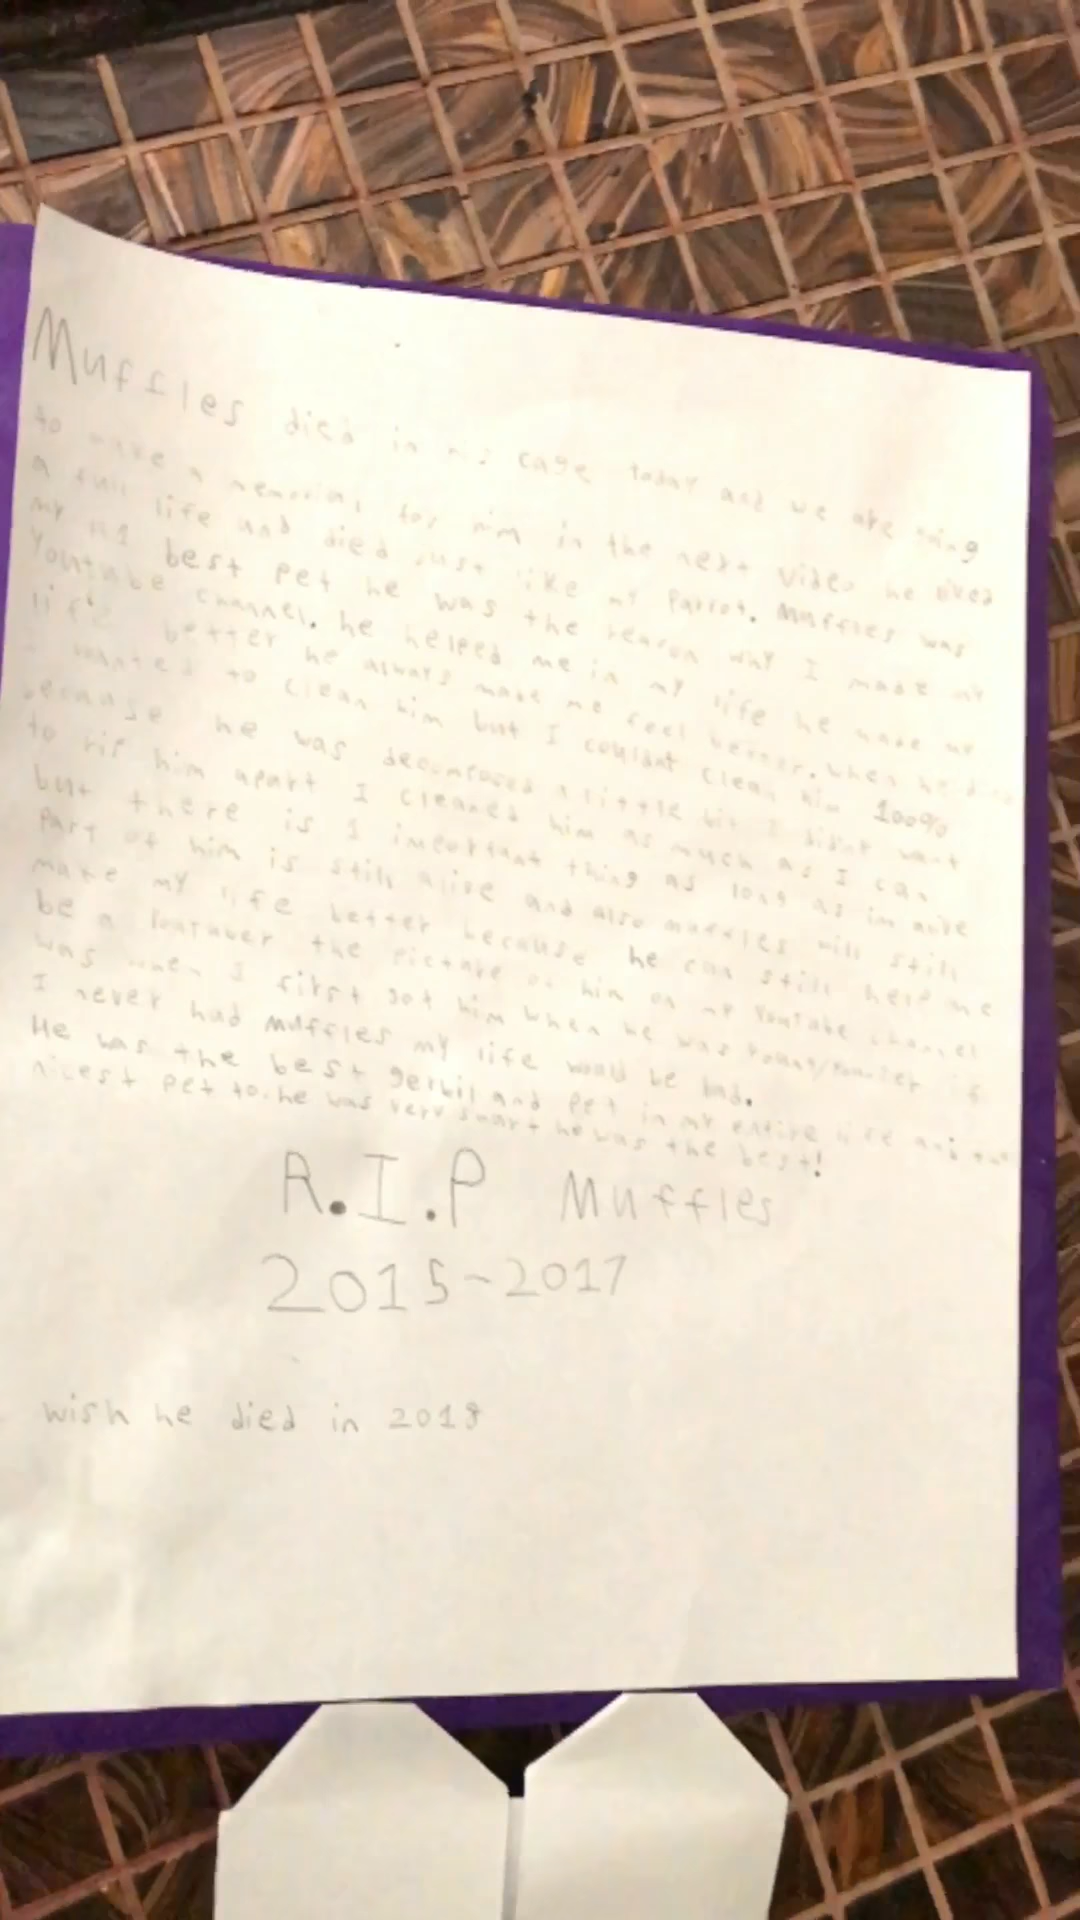 Muffles died in his cage today and we are going
to make a memorial for him in the next video he lived
a full life and died just like my Parrot. Muffles was
my #1 best pet he was the reason why I made my
Youtube channel. he helped me in my life he made my
life better he always made me feel better. when he died
I wanted to clean him but I couldnt clean him 100%
because he was decomposed a little bit I didnt want
to rip him apart I cleaned him as much as I can
but there is 1 important thing as long as im alive
Part of him is still alive and also muffles will still
make my life better because he can still help me
be a Youtuber the picture of him on my Youtube channel
was when I first got him when he was young/ if
I never had Muffles my life would be bad.
He was the best gerbil and pet in my entire life and
nicest pet to. he was very smart he was the best!
R.I.P Muffles
2015-2017
wish he died in 2018